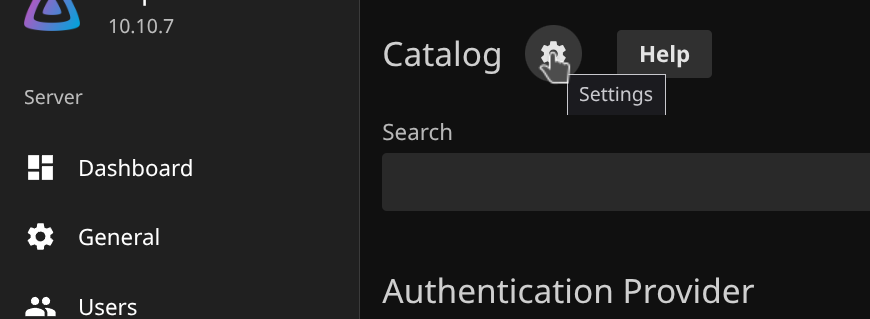 10.10.7
Server
Dashboard
General
Users
Catalog
Help
Settings
Search
Authentication Provider